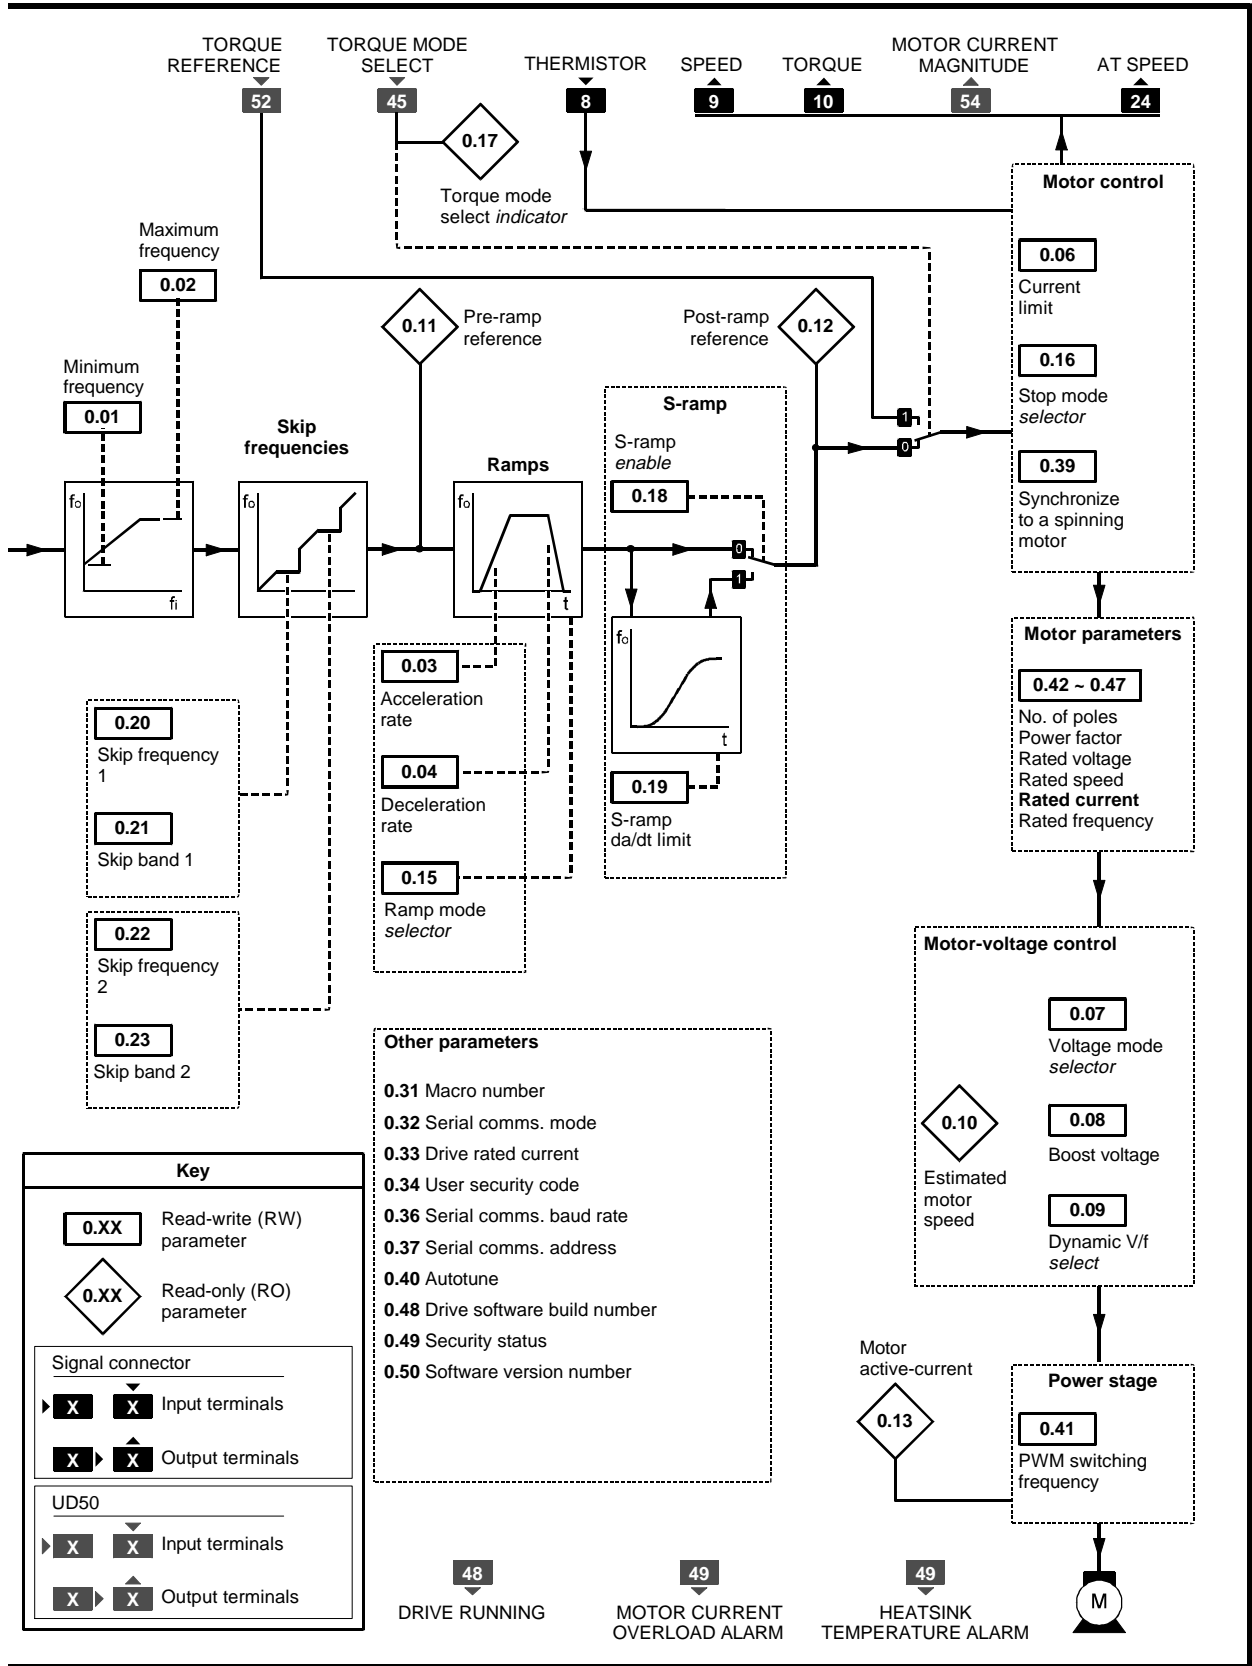 TORQUE
REFERENCE
52
TORQUE MODE
SELECT
45
THERMISTOR
8
SPEED
9
TORQUE
10
MOTOR CURRENT
MAGNITUDE
54
AT SPEED
24
0.17
Torque mode
select indicator
Maximum
frequency
0.02
Minimum
frequency
0.01
Skip
frequencies
0.11
Pre-ramp
reference
Ramps
Post-ramp
reference
0.12
S-ramp
S-ramp
enable
0.18
1
0
Motor control
0.06
Current
limit
0.16
Stop mode
selector
0.39
Synchronize
to a spinning
motor
fo
fi
fo
fo
t
0
1
fo
t
0.19
S-ramp
da/dt limit
0.03
Acceleration
rate
0.04
Deceleration
rate
0.15
Ramp mode
selector
0.20
Skip frequency
1
0.21
Skip band 1
0.22
Skip frequency
2
0.23
Skip band 2
Motor parameters
0.42 ~ 0.47
No. of poles
Power factor
Rated voltage
Rated speed
Rated current
Rated frequency
Motor-voltage control
0.07
Voltage mode
selector
0.10
Estimated
motor
speed
0.08
Boost voltage
0.09
Dynamic V/f
select
Other parameters
0.31 Macro number
0.32 Serial comms. mode
0.33 Drive rated current
0.34 User security code
0.36 Serial comms. baud rate
0.37 Serial comms. address
0.40 Autotune
0.48 Drive software build number
0.49 Security status
0.50 Software version number
Key
0.XX
Read-write (RW)
parameter
0.XX
Read-only (RO)
parameter
Signal connector
X X Input terminals
X X Output terminals
UD50
X X Input terminals
X X Output terminals
Motor
active-current
0.13
Power stage
0.41
PWM switching
frequency
48
DRIVE RUNNING
49
MOTOR CURRENT
OVERLOAD ALARM
49
HEATSINK
TEMPERATURE ALARM
M